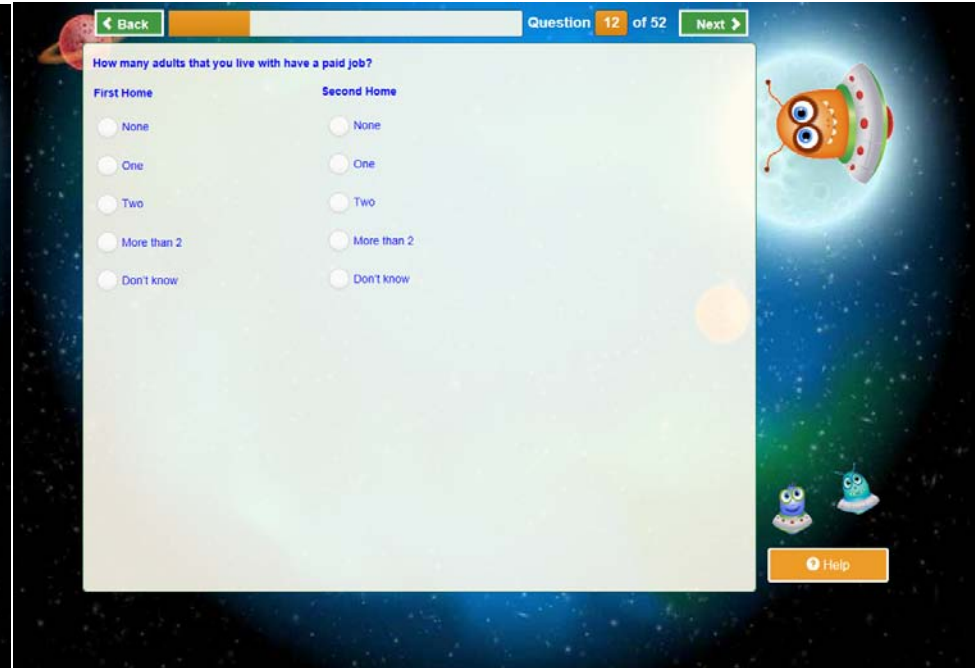 Back Question 12 of 52 Next
How many adults that you live with have a paid job?
First Home Second Home
None None
One One
Two Two
More than 2 More than 2
Don't know Don't know
Help